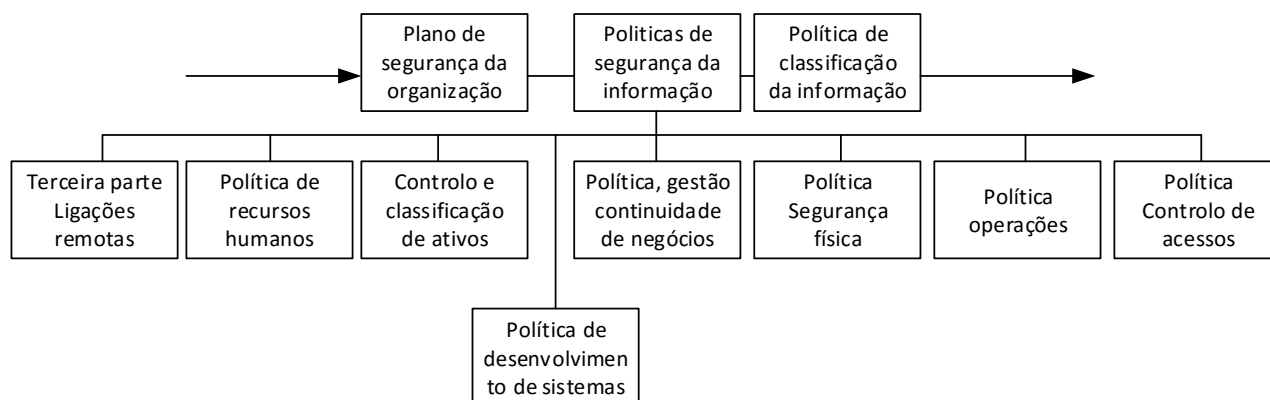 Plano de
segurança da
organização
Politicas de
segurança da
informação
Política de
classificação
da informação
Terceira parte
Ligações
remotas
Política de
recursos
humanos
Controlo e
classificação
de ativos
Política, gestão
continuidade
de negócios
Política
Segurança
física
Política
operações
Política
Controlo de
acessos
Política de
desenvolvimen
to de sistemas